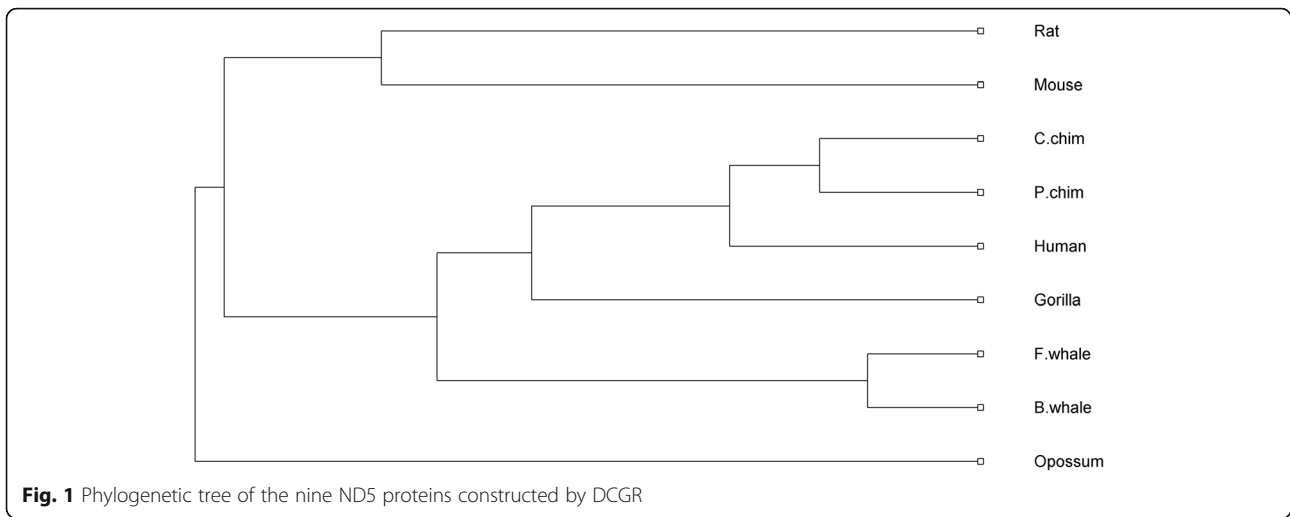 Rat
Mouse
C.chim
P.chim
Human
Gorilla
F.whale
B.whale
Opossum
Fig. 1 Phylogenetic tree of the nine ND5 proteins constructed by DCGR